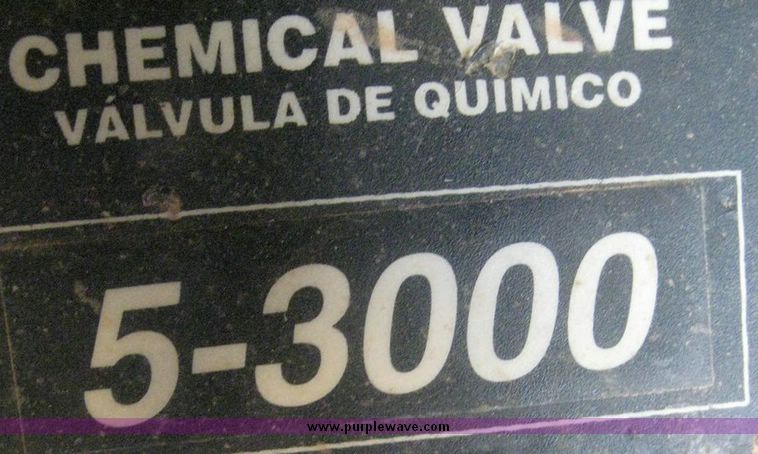 CHEMICAL VALVE
VÁLVULA DE QUIMICO
5-3000
www.purplewave.com